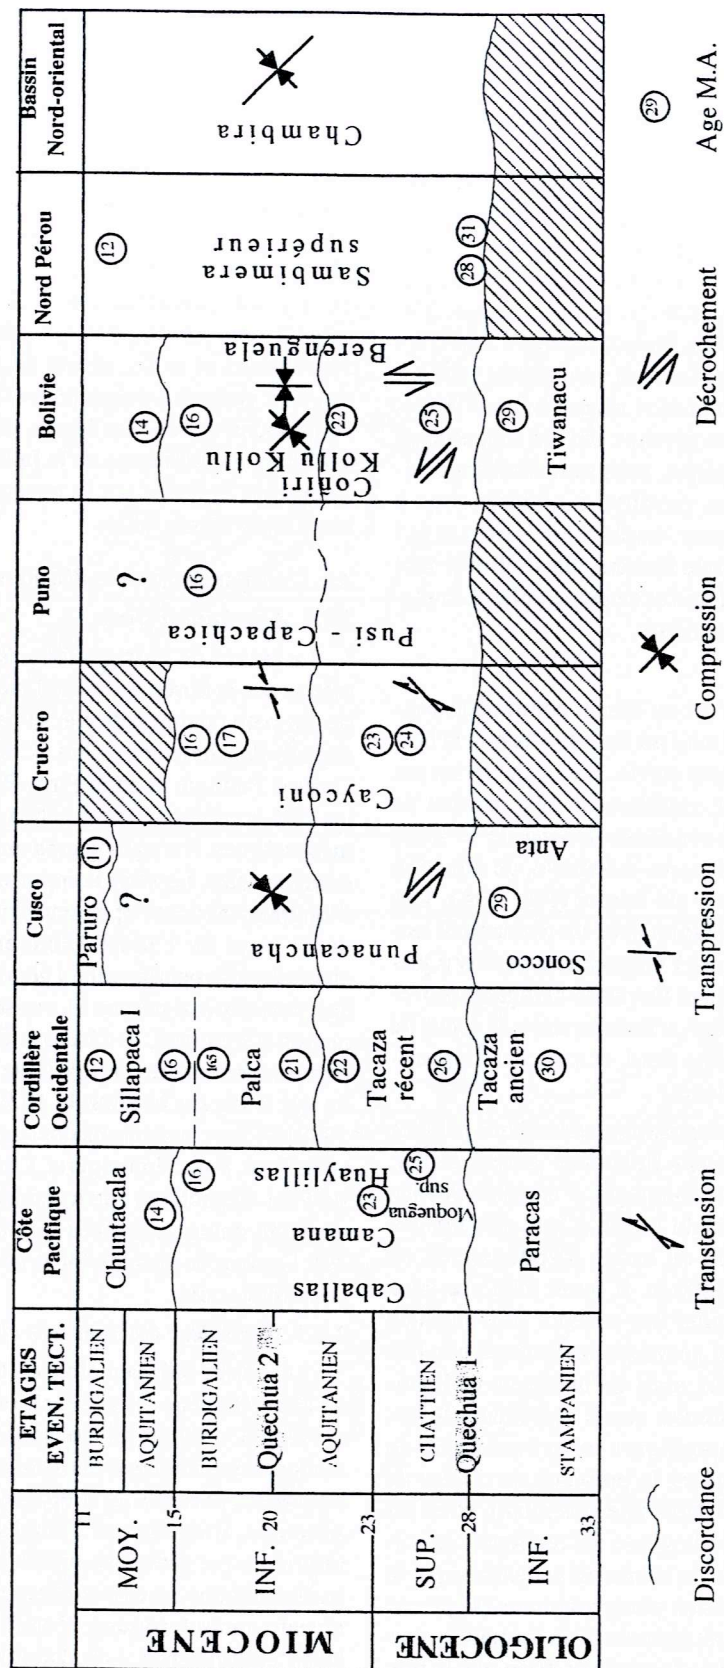 ETAGES
EVEN. TECT.
Côte
Pacifique
Cordillère
Occidentale
Cusco
Crucero
Puno
Bolivie
Nord Pérou
Bassin
Nord-oriental
MIOCENE
OLIGOCENE
MOY.
INF.
SUP.
INF.
11
15
20
23
28
33
BURDIGALIEN
AQUITANIEN
BURDIGALIEN
Quechua 2
AQUITANIEN
CHATTIEN
Quechua 1
STAMPANIEN
Chuntacala
14
16
Caballas
Camana
Huaylillas
23
Moquegua
sup.
25
Paracas
12
Sillapaca I
16
165
Palca
21
22
Tacaza
récent
26
Tacaza
ancien
30
Paruro
11
?
Punacancha
29
Soncco
Anta
16
17
Cayconi
23
24
?
16
Pusi - Capachica
14
16
Coñiri
Kollu Kollu
Berenguela
22
25
29
Tiwanacu
12
Sambimera
supérieur
28
31
Chambira
Discordance
Transtension
Transpression
Compression
Décrochement
29
Age M.A.